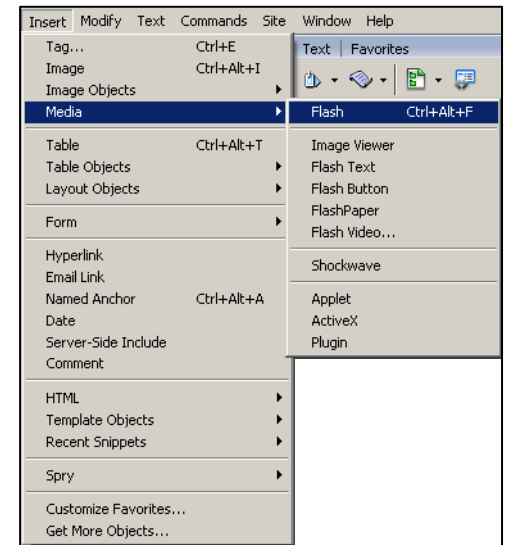 Insert Modify Text Commands Site Window Help
Tag... Ctrl+E
Image Ctrl+Alt+I
Image Objects
Media
Table Ctrl+Alt+T
Table Objects
Layout Objects
Form
Hyperlink
Email Link
Named Anchor Ctrl+Alt+A
Date
Server-Side Include
Comment
HTML
Template Objects
Recent Snippets
Spry
Customize Favorites...
Get More Objects...
Text Favorites
Flash Ctrl+Alt+F
Image Viewer
Flash Text
Flash Button
FlashPaper
Flash Video...
Shockwave
Applet
ActiveX
Plugin